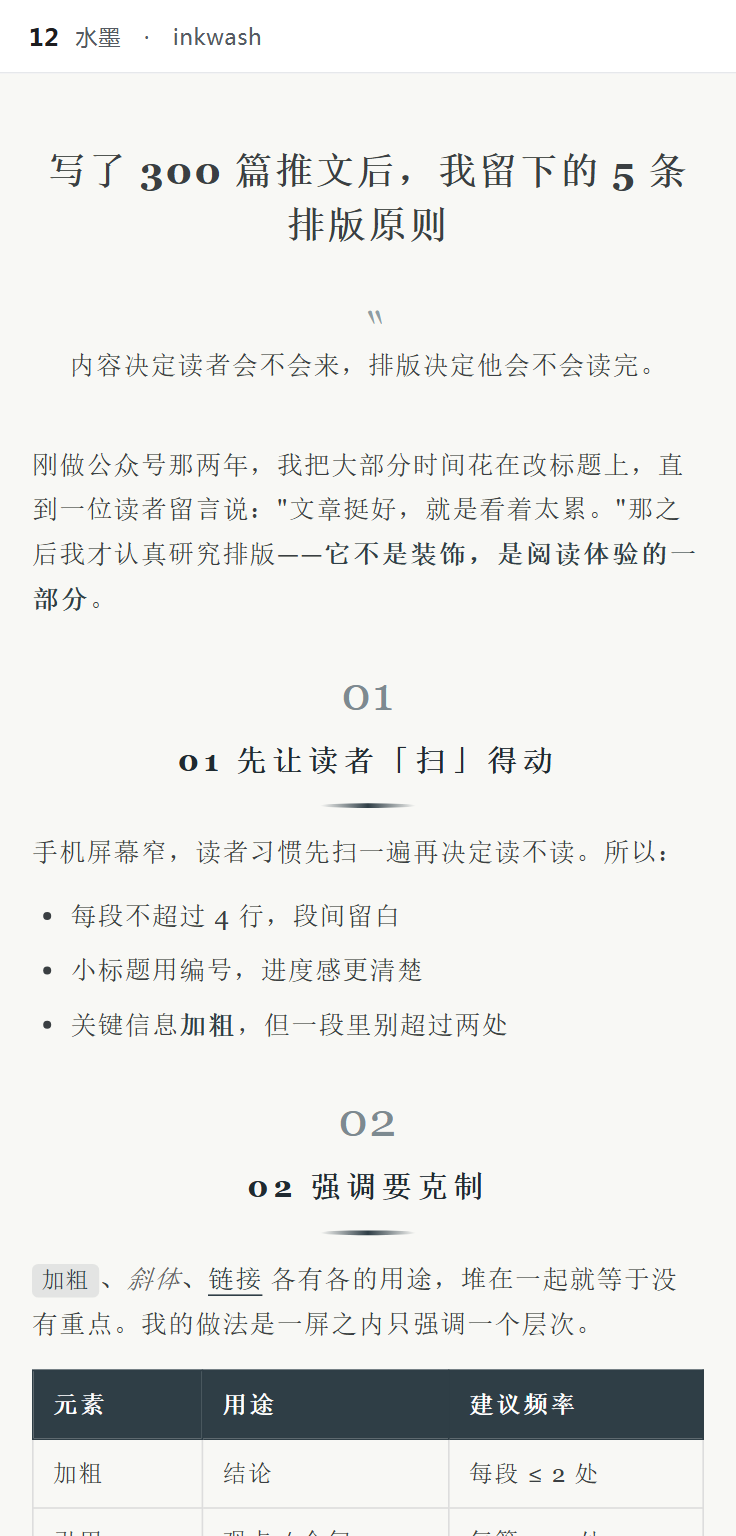 12 水墨 · inkwash
写了 300 篇推文后，我留下的 5 条
排版原则
"
内容决定读者会不会来，排版决定他会不会读完。
刚做公众号那两年，我把大部分时间花在改标题上，直
到一位读者留言说："文章挺好，就是看着太累。"那之
后我才认真研究排版——它不是装饰，是阅读体验的一
部分。
01
01 先让读者「扫」得动
手机屏幕窄，读者习惯先扫一遍再决定读不读。所以：
• 每段不超过 4 行，段间留白
• 小标题用编号，进度感更清楚
• 关键信息加粗，但一段里别超过两处
02
02 强调要克制
加粗、斜体、链接 各有各的用途，堆在一起就等于没
有重点。我的做法是一屏之内只强调一个层次。
元素 用途 建议频率
加粗 结论 每段 ≤ 2 处